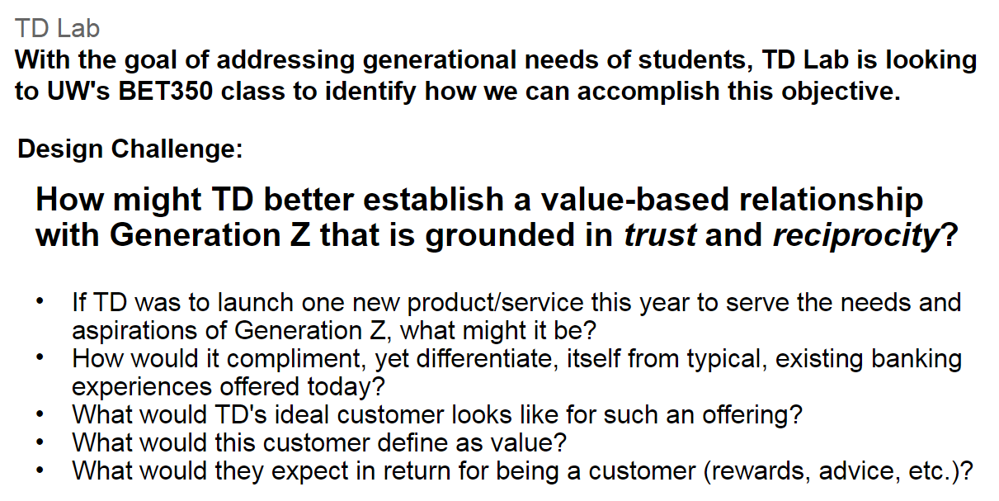 TD Lab
With the goal of addressing generational needs of students, TD Lab is looking
to UW's BET350 class to identify how we can accomplish this objective.
Design Challenge:
How might TD better establish a value-based relationship
with Generation Z that is grounded in trust and reciprocity?
• If TD was to launch one new product/service this year to serve the needs and
aspirations of Generation Z, what might it be?
• How would it compliment, yet differentiate, itself from typical, existing banking
experiences offered today?
• What would TD's ideal customer looks like for such an offering?
• What would this customer define as value?
• What would they expect in return for being a customer (rewards, advice, etc.)?